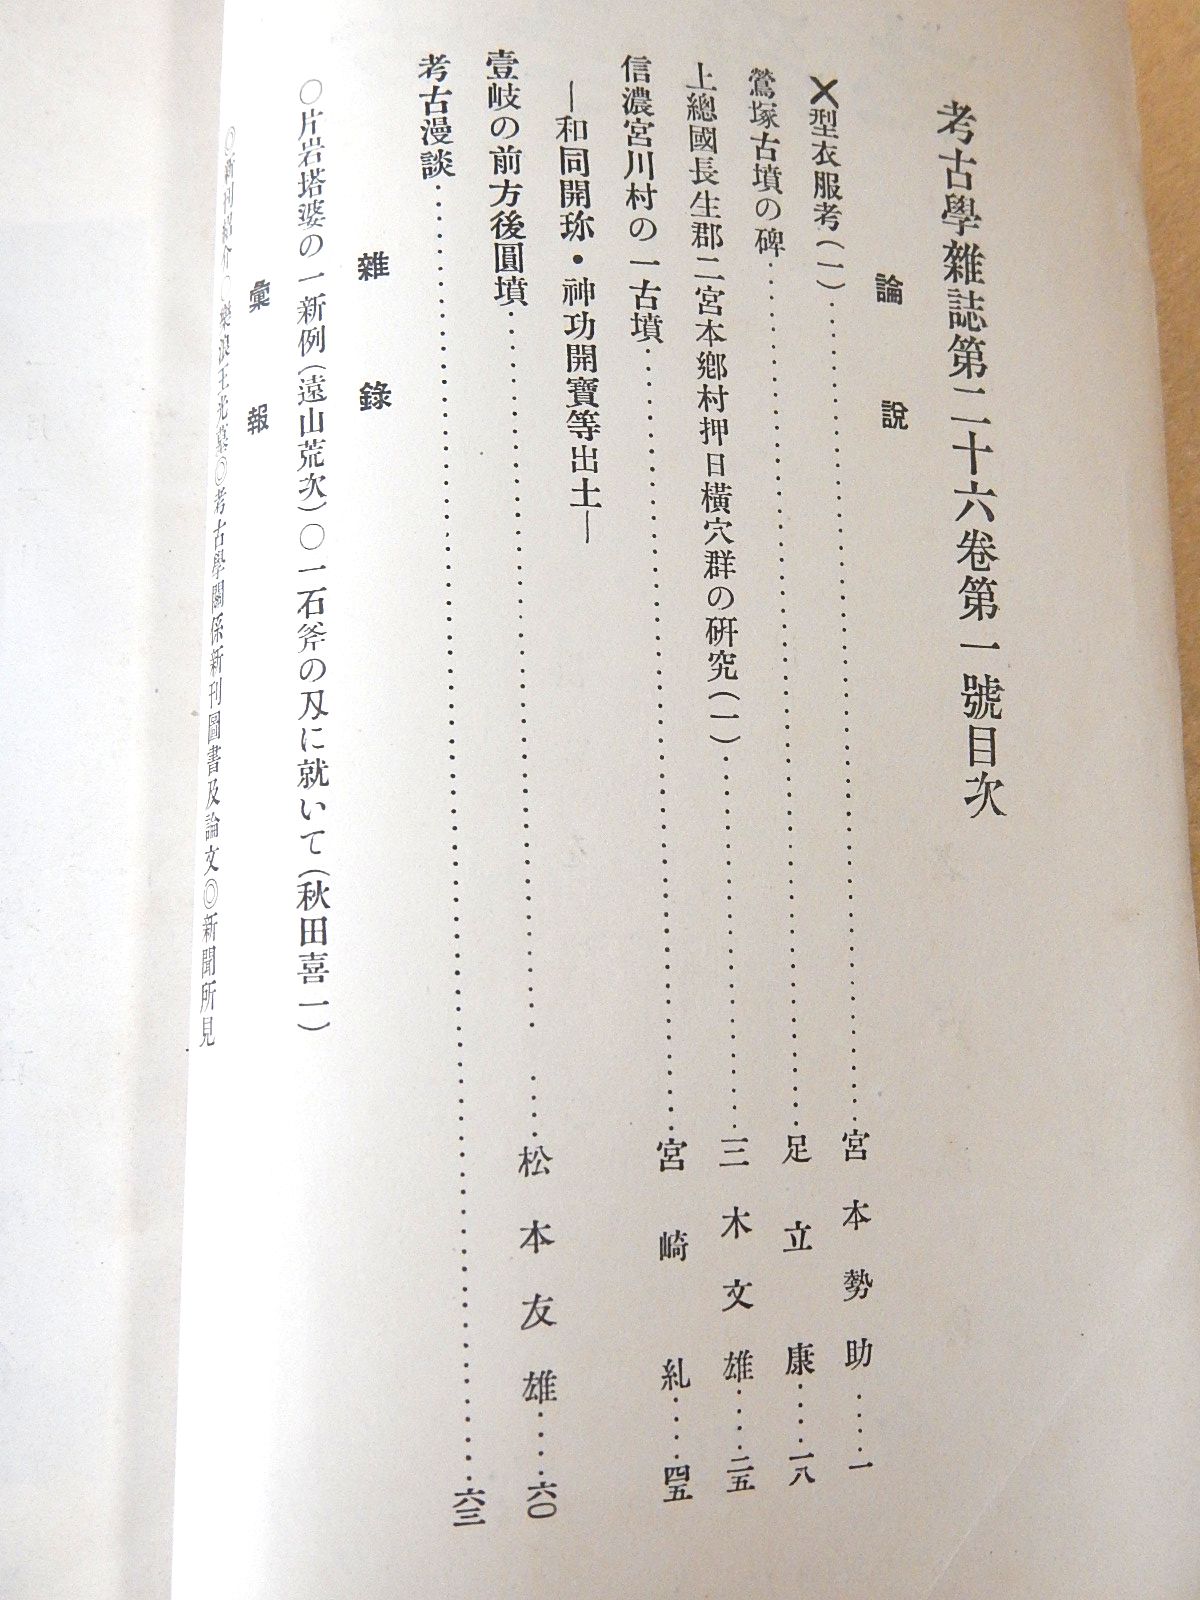 考古學雜誌第二十六卷第一號目次
論說
X型衣服考(一)‥‥‥‥宮本勢助‥‥一
鶯塚古墳の碑‥‥‥‥足立康‥‥一八
上總國長生郡二宮本鄕村押日橫穴群の硏究(一)‥‥‥‥三木文雄‥‥二五
信濃宮川村の一古墳‥‥‥‥宮崎糺‥‥四五
—和同開珎・神功開寶等出土—
壹岐の前方後圓墳‥‥‥‥松本友雄‥‥六〇
考古漫談‥‥‥‥六三
雜錄
〇片岩塔婆の一新例(遠山荒次)〇一石斧の刄に就いて(秋田喜一)
彙報
◎新刊紹介◎樂浪王光墓◎考古學關係新刊圖書及論文◎新聞所見